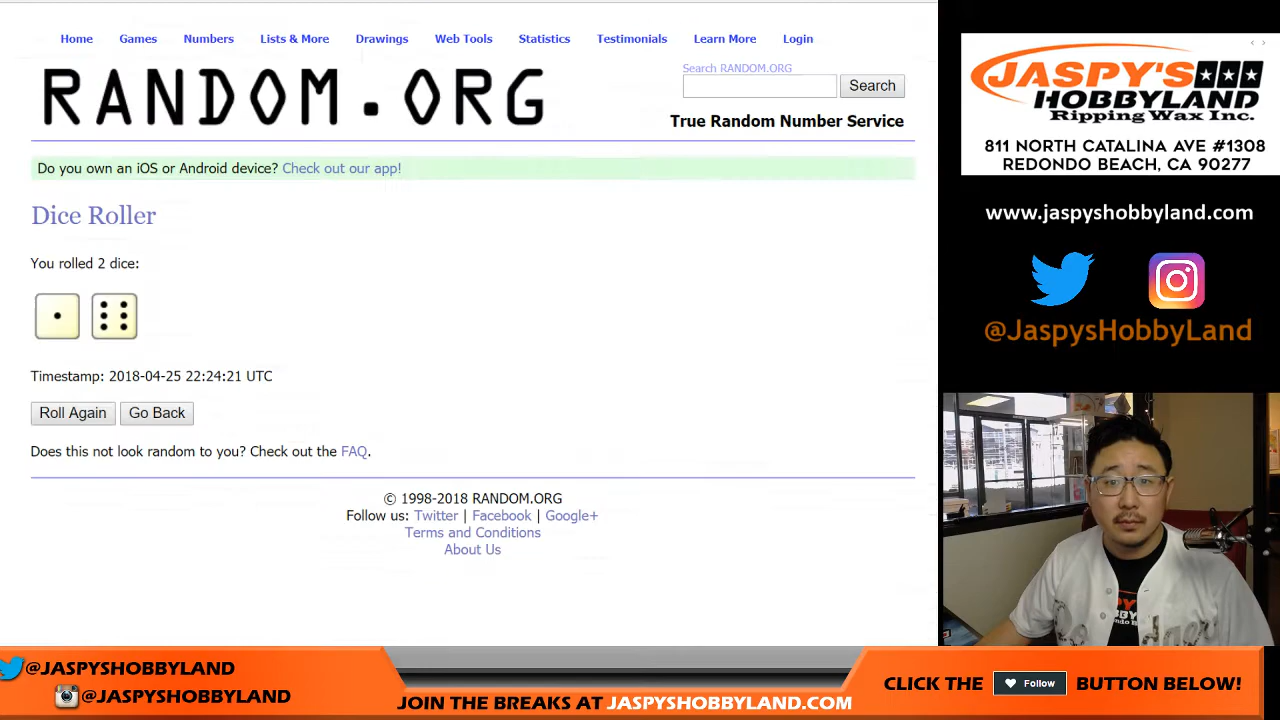 Home Games Numbers Lists & More Drawings Web Tools Statistics Testimonials Learn More Login
RANDOM.ORG
Search RANDOM.ORG
Search
True Random Number Service
Do you own an iOS or Android device? Check out our app!
Dice Roller
You rolled 2 dice:
Timestamp: 2018-04-25 22:24:21 UTC
Roll Again Go Back
Does this not look random to you? Check out the FAQ.
© 1998-2018 RANDOM.ORG
Follow us: Twitter | Facebook | Google+
Terms and Conditions
About Us
JASPY'S
HOBBYLAND
Ripping Wax Inc.
811 NORTH CATALINA AVE #1308
REDONDO BEACH, CA 90277
www.jaspyshobbyland.com
@JaspysHobbyLand
@JASPYSHOBBYLAND
@JASPYSHOBBYLAND
JOIN THE BREAKS AT JASPYSHOBBYLAND.COM
CLICK THE Follow BUTTON BELOW!